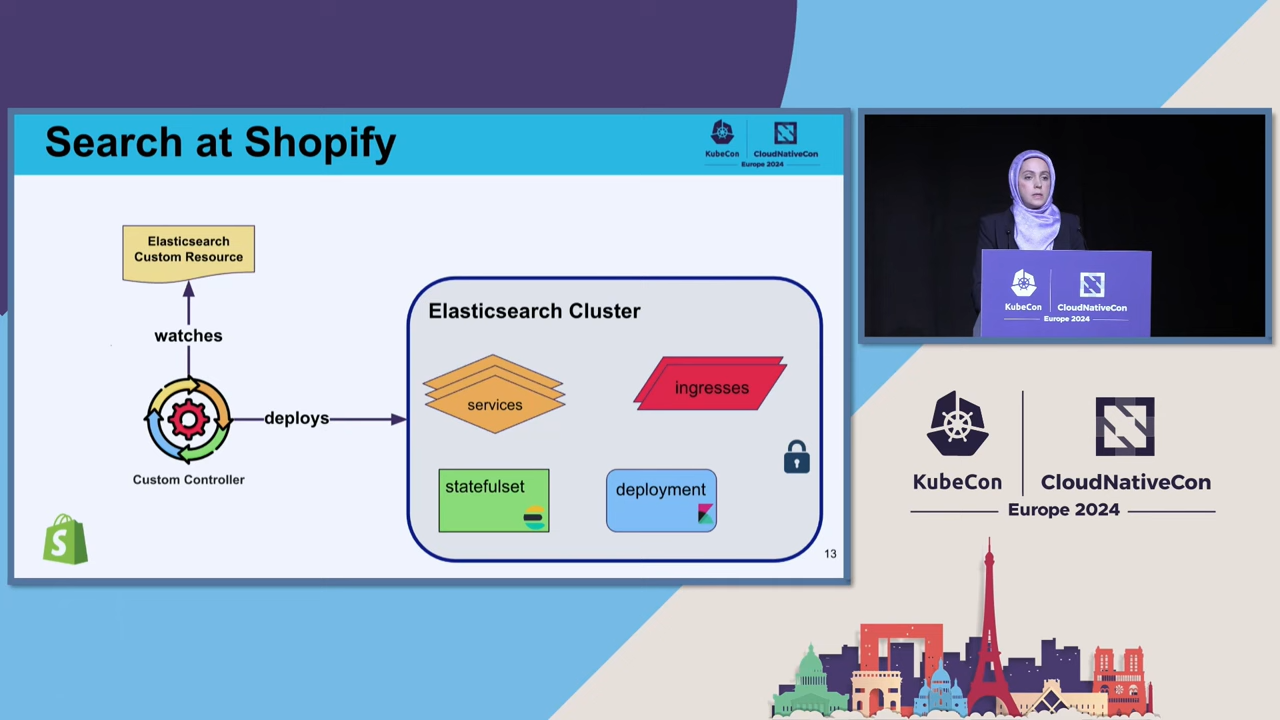 Search at Shopify
KubeCon
CloudNativeCon
Europe 2024
Elasticsearch
Custom Resource
watches
deploys
Custom Controller
Elasticsearch Cluster
services
ingresses
statefulset
deployment
S
13
KubeCon
CloudNativeCon
Europe 2024
KubeCon
CloudNativeCon
Europe 2024